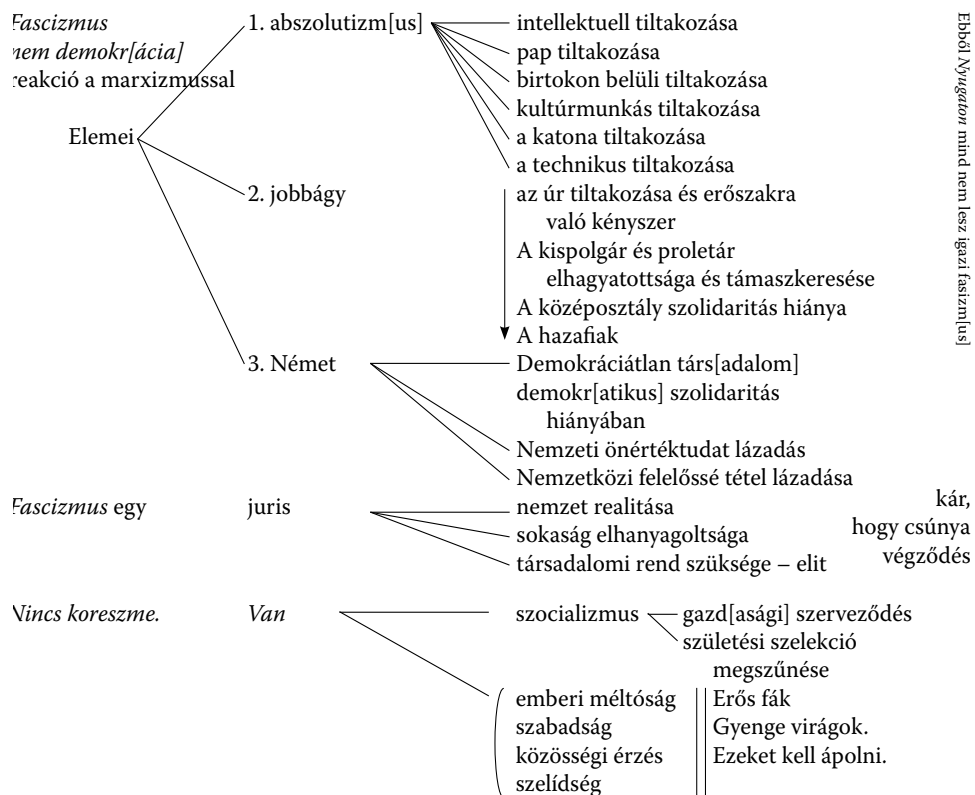 Fascizmus
nem demokr[ácia]
reakció a marxizmussal
Elemei
1. abszolutizm[us]
intellektuell tiltakozása
pap tiltakozása
birtokon belüli tiltakozása
kultúrmunkás tiltakozása
a katona tiltakozása
a technikus tiltakozása
2. jobbágy
az úr tiltakozása és erőszakra
való kényszer
A kispolgár és proletár
elhagyatottsága és támaszkeresése
A középosztály szolidaritás hiánya
A hazafiak
3. Német
Demokráciátlan társ[adalom]
demokr[atikus] szolidaritás
hiányában
Nemzeti önértéktudat lázadás
Nemzetközi felelőssé tétel lázadása
Ebből Nyugaton mind nem lesz igazi fasizm[us]
Fascizmus egy
juris
nemzet realitása
sokaság elhanyagoltsága
társadalomi rend szüksége – elit
kár,
hogy csúnya
végződés
Nincs koreszme.
Van
szocializmus
gazd[asági] szerveződés
születési szelekció
megszűnése
emberi méltóság
szabadság
közösségi érzés
szelídség
Erős fák
Gyenge virágok.
Ezeket kell ápolni.